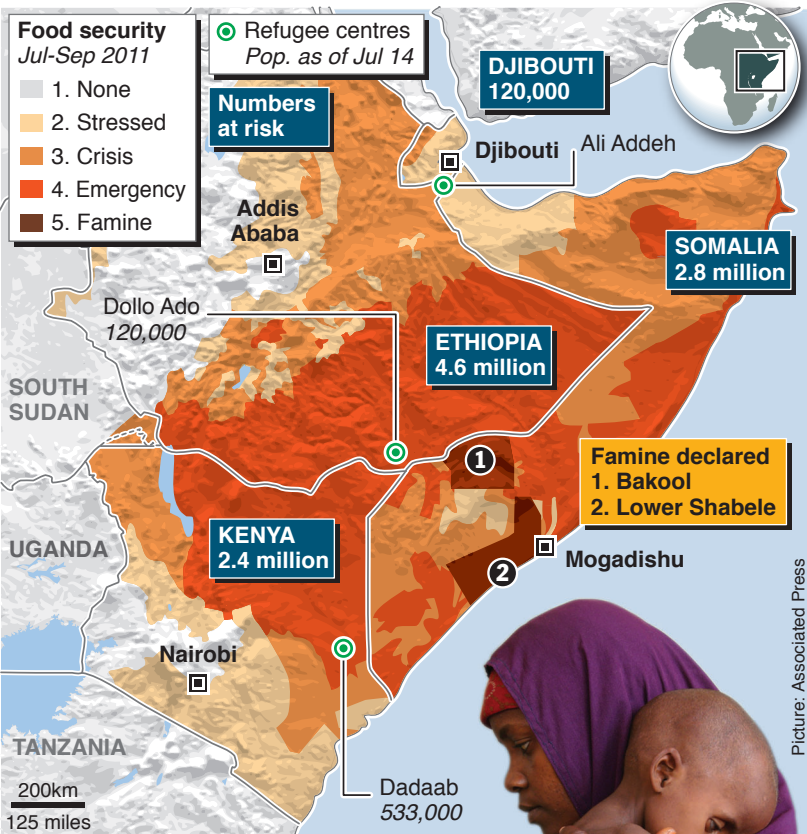 Food security
Jul-Sep 2011
1. None
2. Stressed
3. Crisis
4. Emergency
5. Famine
Refugee centres
Pop. as of Jul 14
Numbers
at risk
DJIBOUTI
120,000
Djibouti
Ali Addeh
Addis
Ababa
SOMALIA
2.8 million
Dollo Ado
120,000
ETHIOPIA
4.6 million
SOUTH
SUDAN
1
Famine declared
1. Bakool
2. Lower Shabele
UGANDA
KENYA
2.4 million
Mogadishu
2
Nairobi
TANZANIA
200km
125 miles
Dadaab
533,000
Picture: Associated Press